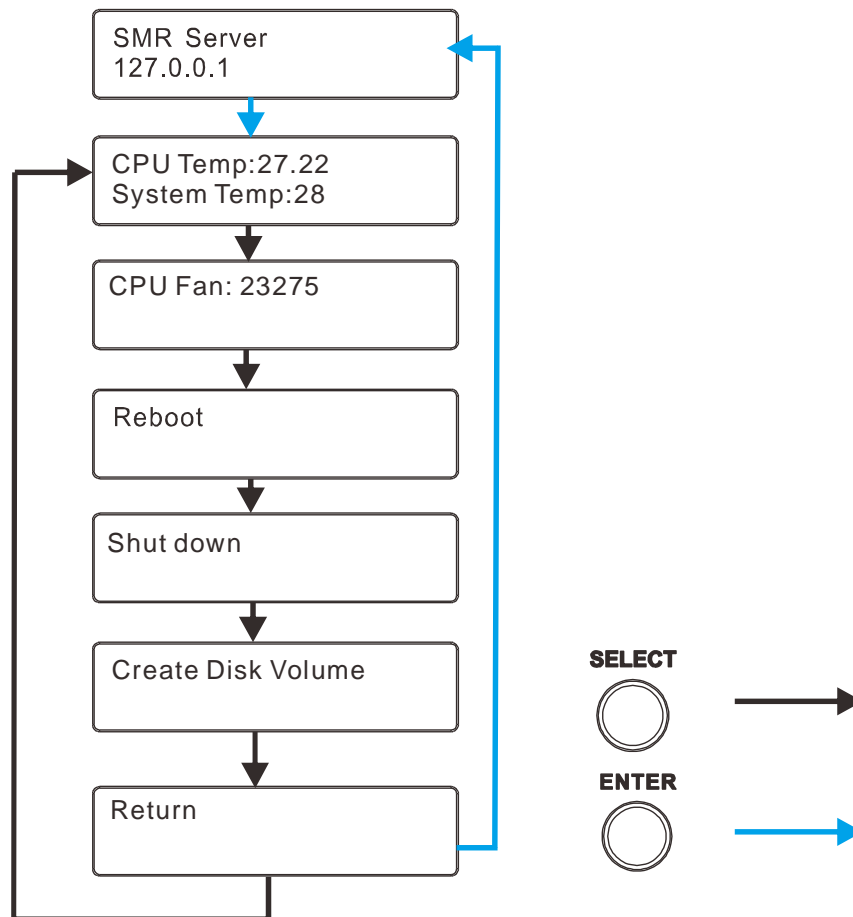 SMR Server
127.0.0.1
CPU Temp:27.22
System Temp:28
CPU Fan: 23275
Reboot
Shut down
Create Disk Volume
Return
SELECT
ENTER